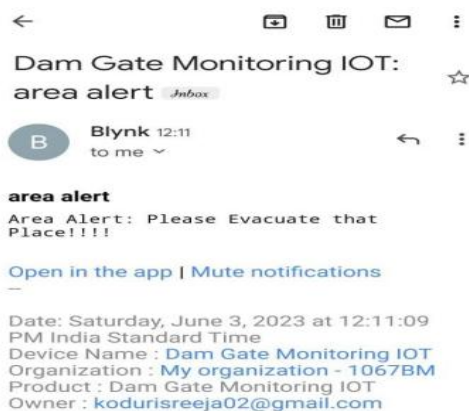 Dam Gate Monitoring IOT:
area alert Inbox
B
Blynk 12:11
to me
area alert
Area Alert: Please Evacuate that
Place!!!!
Open in the app | Mute notifications
--
Date: Saturday, June 3, 2023 at 12:11:09
PM India Standard Time
Device Name : Dam Gate Monitoring IOT
Organization : My organization - 1067BM
Product : Dam Gate Monitoring IOT
Owner : kodurisreeja02@gmail.com